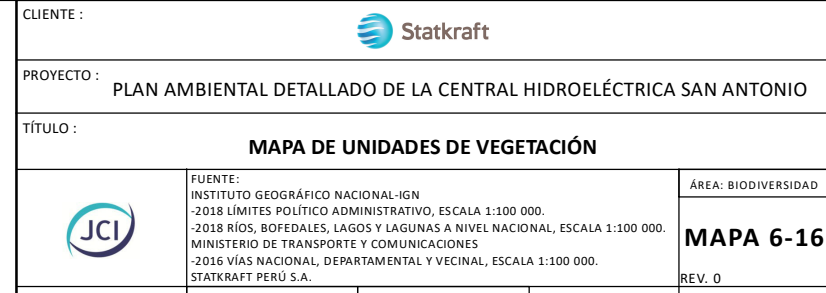 CLIENTE :
Statkraft
PROYECTO :
PLAN AMBIENTAL DETALLADO DE LA CENTRAL HIDROELÉCTRICA SAN ANTONIO
TÍTULO :
MAPA DE UNIDADES DE VEGETACIÓN
JCI
FUENTE:
INSTITUTO GEOGRÁFICO NACIONAL-IGN
-2018 LÍMITES POLÍTICO ADMINISTRATIVO, ESCALA 1:100 000.
-2018 RÍOS, BOFEDALES, LAGOS Y LAGUNAS A NIVEL NACIONAL, ESCALA 1:100 000.
MINISTERIO DE TRANSPORTE Y COMUNICACIONES
-2016 VÍAS NACIONAL, DEPARTAMENTAL Y VECINAL, ESCALA 1:100 000.
STATKRAFT PERÚ S.A.
ÁREA: BIODIVERSIDAD
MAPA 6-16
REV. 0